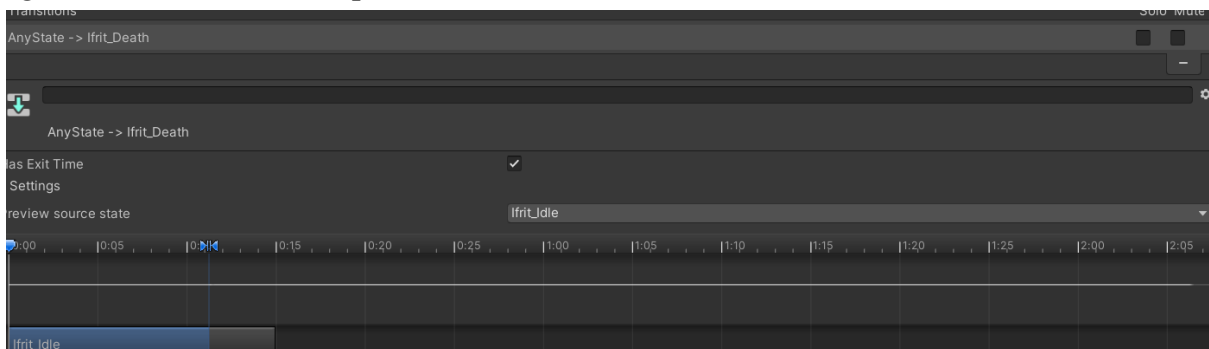 Transitions Solo Mute
AnyState -> Ifrit_Death
AnyState -> Ifrit_Death
Has Exit Time
Settings
Preview source state Ifrit_Idle
0:00 0:05 0:15 0:20 0:25 1:00 1:05 1:10 1:15 1:20 1:25 2:00 2:05
Ifrit_Idle